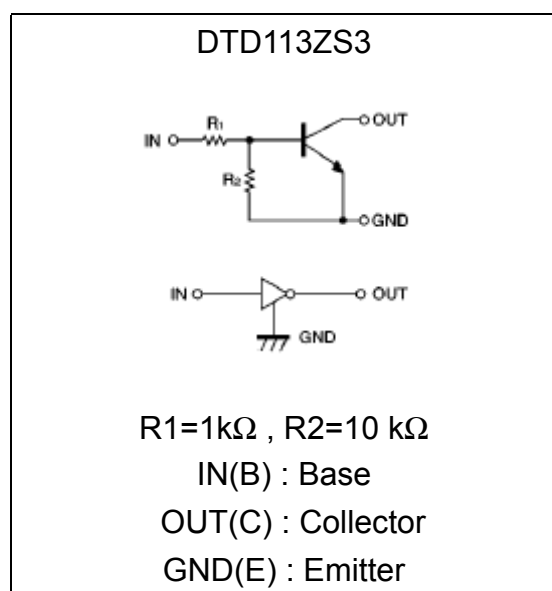 DTD113ZS3
R1
IN
OUT
R2
GND
IN
OUT
GND
R1=1kΩ , R2=10 kΩ
IN(B) : Base
OUT(C) : Collector
GND(E) : Emitter